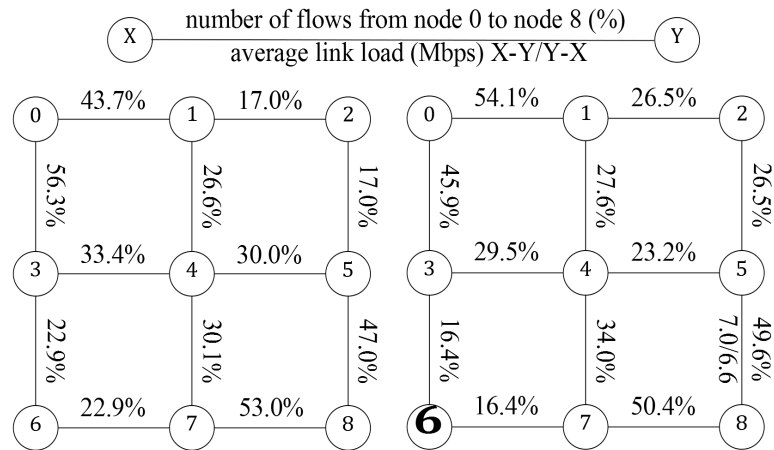 number of flows from node 0 to node 8 (%)
X Y
average link load (Mbps) X-Y/Y-X
0 43.7% 1 17.0% 2
56.3% 26.6% 17.0%
3 33.4% 4 30.0% 5
22.9% 30.1% 47.0%
6 22.9% 7 53.0% 8
0 54.1% 1 26.5% 2
45.9% 27.6% 26.5%
3 29.5% 4 23.2% 5
16.4% 34.0% 7.0/6.6 49.6%
6 16.4% 7 50.4% 8